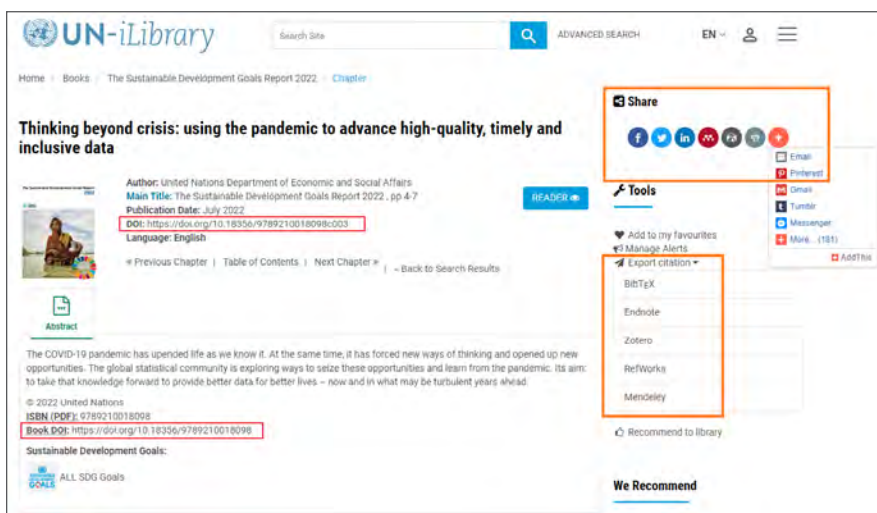 UN-iLibrary
Search Site
ADVANCED SEARCH
EN
Home / Books / The Sustainable Development Goals Report 2022 / Chapter
Thinking beyond crisis: using the pandemic to advance high-quality, timely and
inclusive data
Author: United Nations Department of Economic and Social Affairs
Main Title: The Sustainable Development Goals Report 2022 , pp 4-7
Publication Date: July 2022
DOI: https://doi.org/10.18356/9789210018098c003
Language: English
READER
« Previous Chapter | Table of Contents | Next Chapter » | – Back to Search Results
The Sustainable Development Goals Report
2022
Abstract
The COVID-19 pandemic has upended life as we know it. At the same time, it has forced new ways of thinking and opened up new
opportunities. The global statistical community is exploring ways to seize these opportunities and learn from the pandemic. Its aim:
to take that knowledge forward to provide better data for better lives – now and in what may be turbulent years ahead.
© 2022 United Nations
ISBN (PDF): 9789210018098
Book DOI: https://doi.org/10.18356/9789210018098
Sustainable Development Goals:
GOALS
ALL SDG Goals
Share
Email
Pinterest
Gmail
Tumblr
Messenger
More... (181)
AddThis
Tools
Add to my favourites
Manage Alerts
Export citation
BibTEX
Endnote
Zotero
RefWorks
Mendeley
Recommend to library
We Recommend